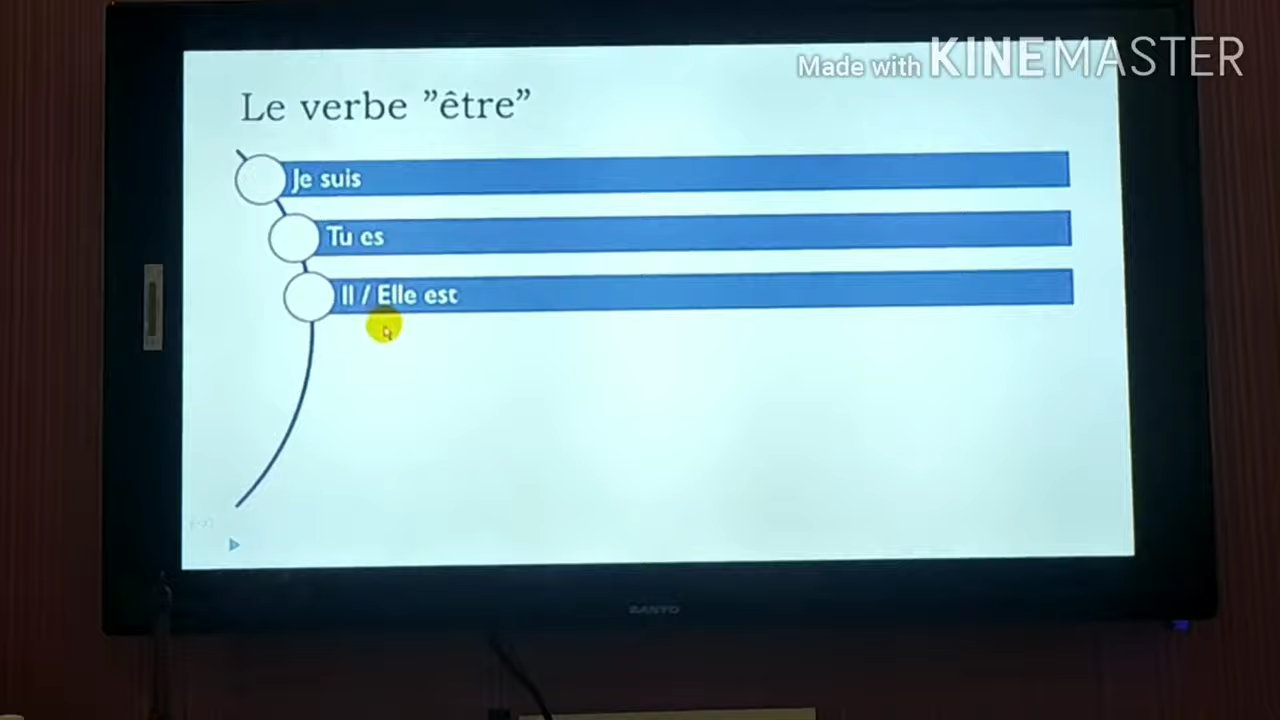 Made with KINEMASTER
Le verbe ”être”
Je suis
Tu es
Il / Elle est
SANYO